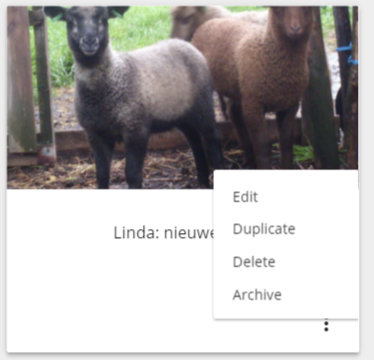 Edit
Linda: nieuwe
Duplicate
Delete
Archive